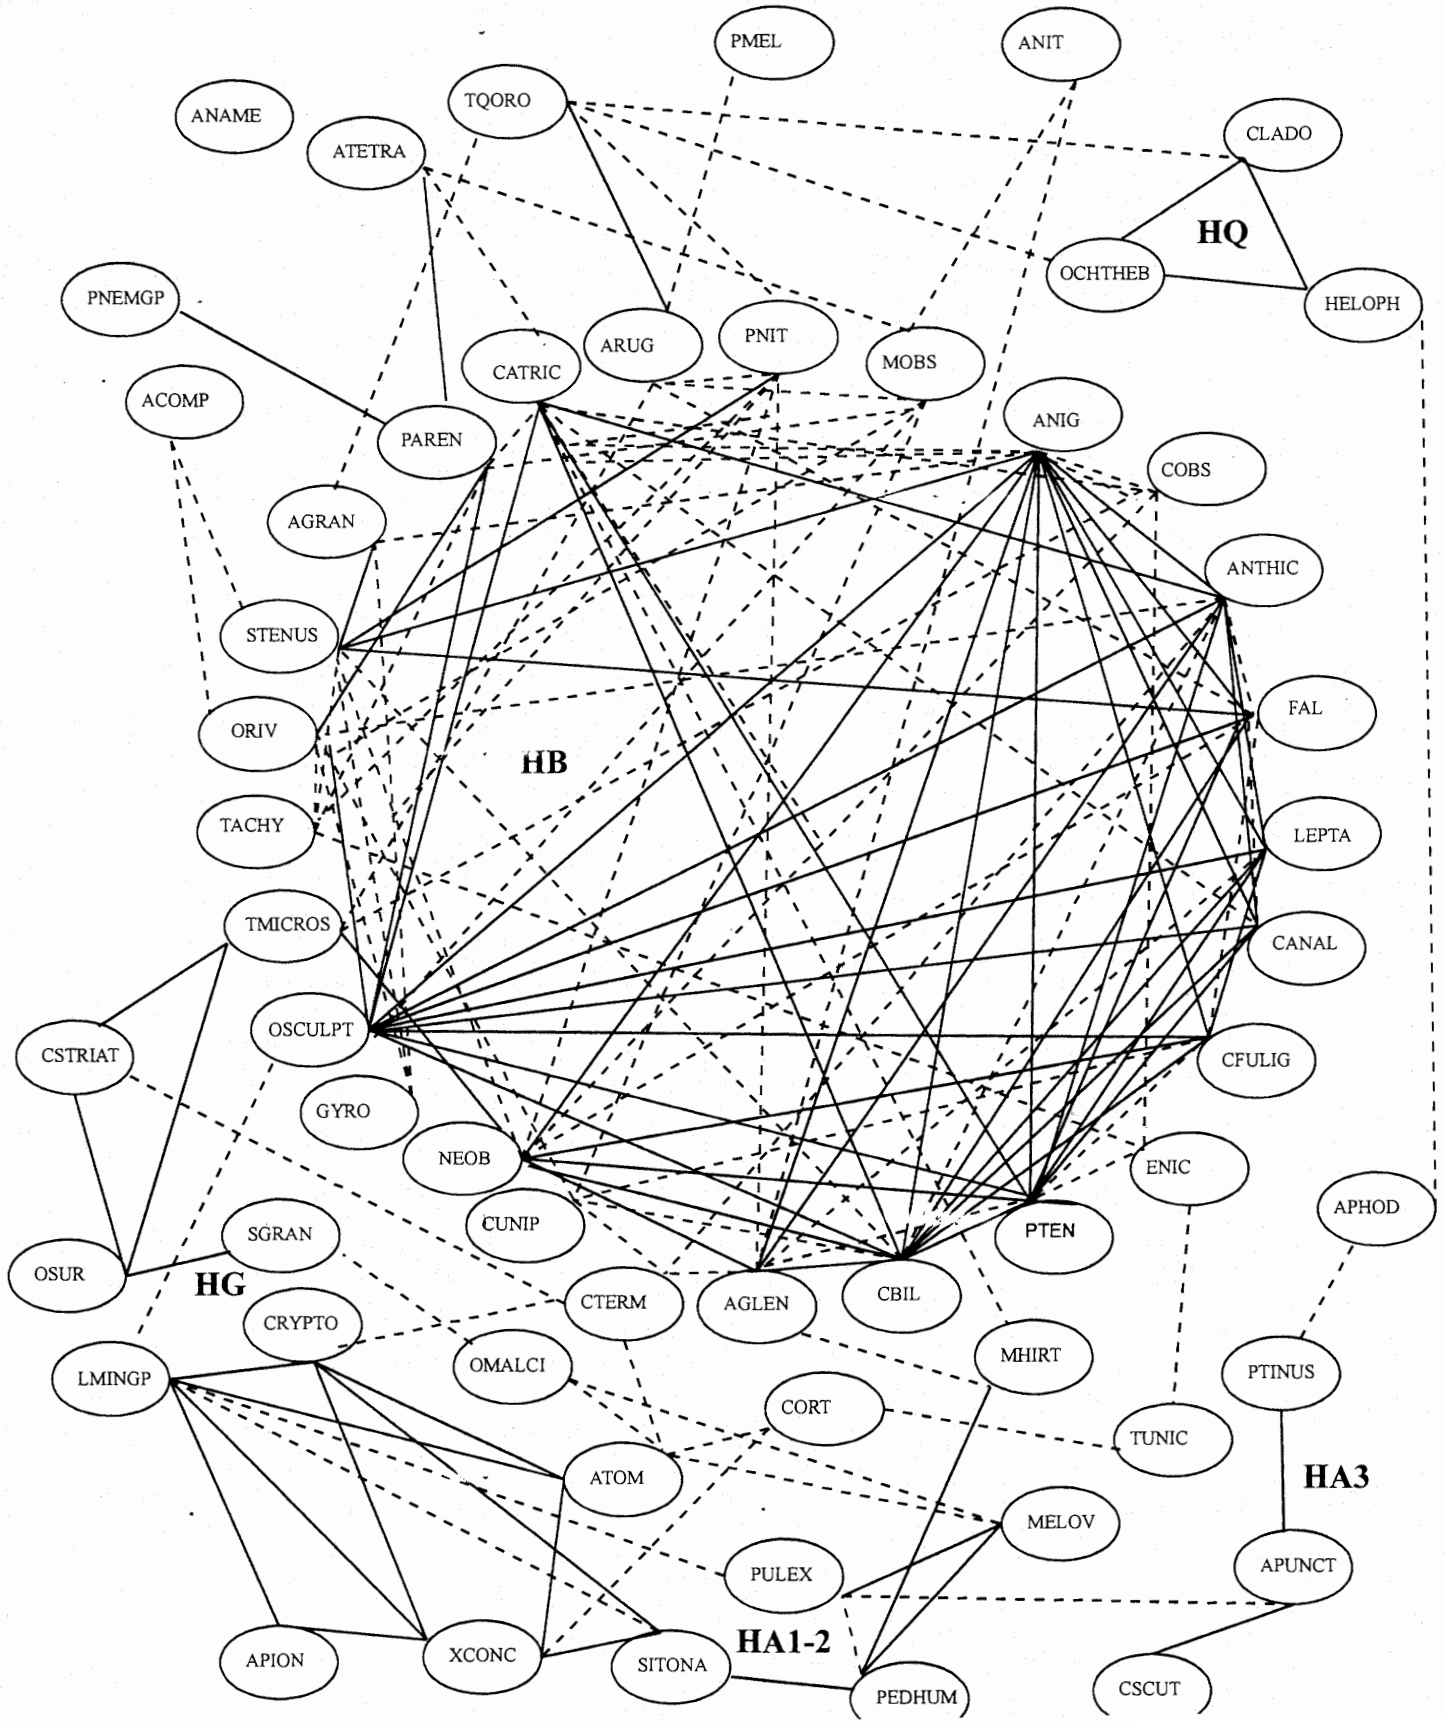 PMEL
ANIT
TQORO
ANAME
CLADO
ATETRA
HQ
OCHTHEB
PNEMGP
HELOPH
ARUG
PNIT
MOBS
CATRIC
ACOMP
ANIG
PAREN
COBS
AGRAN
ANTHIC
STENUS
FAL
ORIV
HB
TACHY
LEPTA
TMICROS
CANAL
OSCULPT
CSTRIAT
CFULIG
GYRO
NEOB
ENIC
CUNIP
APHOD
SGRAN
PTEN
OSUR
HG
CTERM
AGLEN
CBIL
CRYPTO
MHIRT
OMALCI
LMINGP
PTINUS
CORT
TUNIC
ATOM
HA3
MELOV
PULEX
APUNCT
HA1-2
APION
XCONC
SITONA
PEDHUM
CSCUT